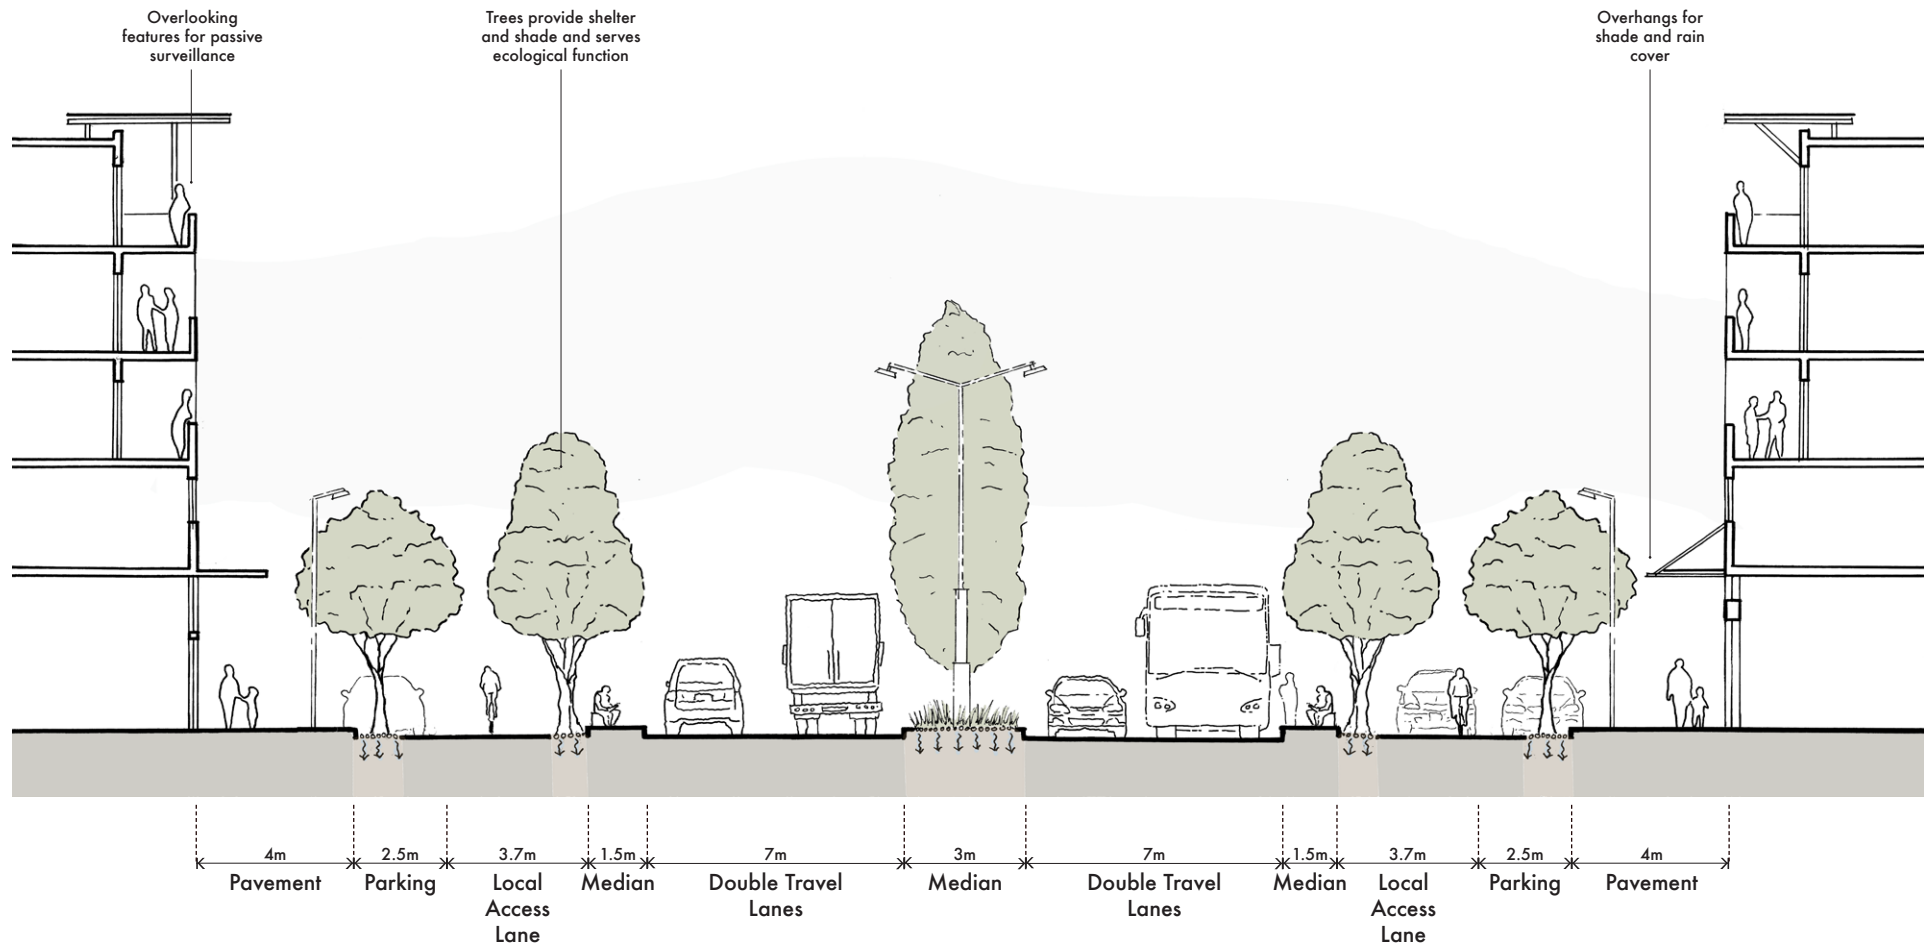 Overlooking
features for passive
surveillance
Trees provide shelter
and shade and serves
ecological function
Overhangs for
shade and rain
cover
4m
2.5m
3.7m
1.5m
7m
3m
7m
1.5m
3.7m
2.5m
4m
Pavement
Parking
Local
Access
Lane
Median
Double Travel
Lanes
Median
Double Travel
Lanes
Median
Local
Access
Lane
Parking
Pavement